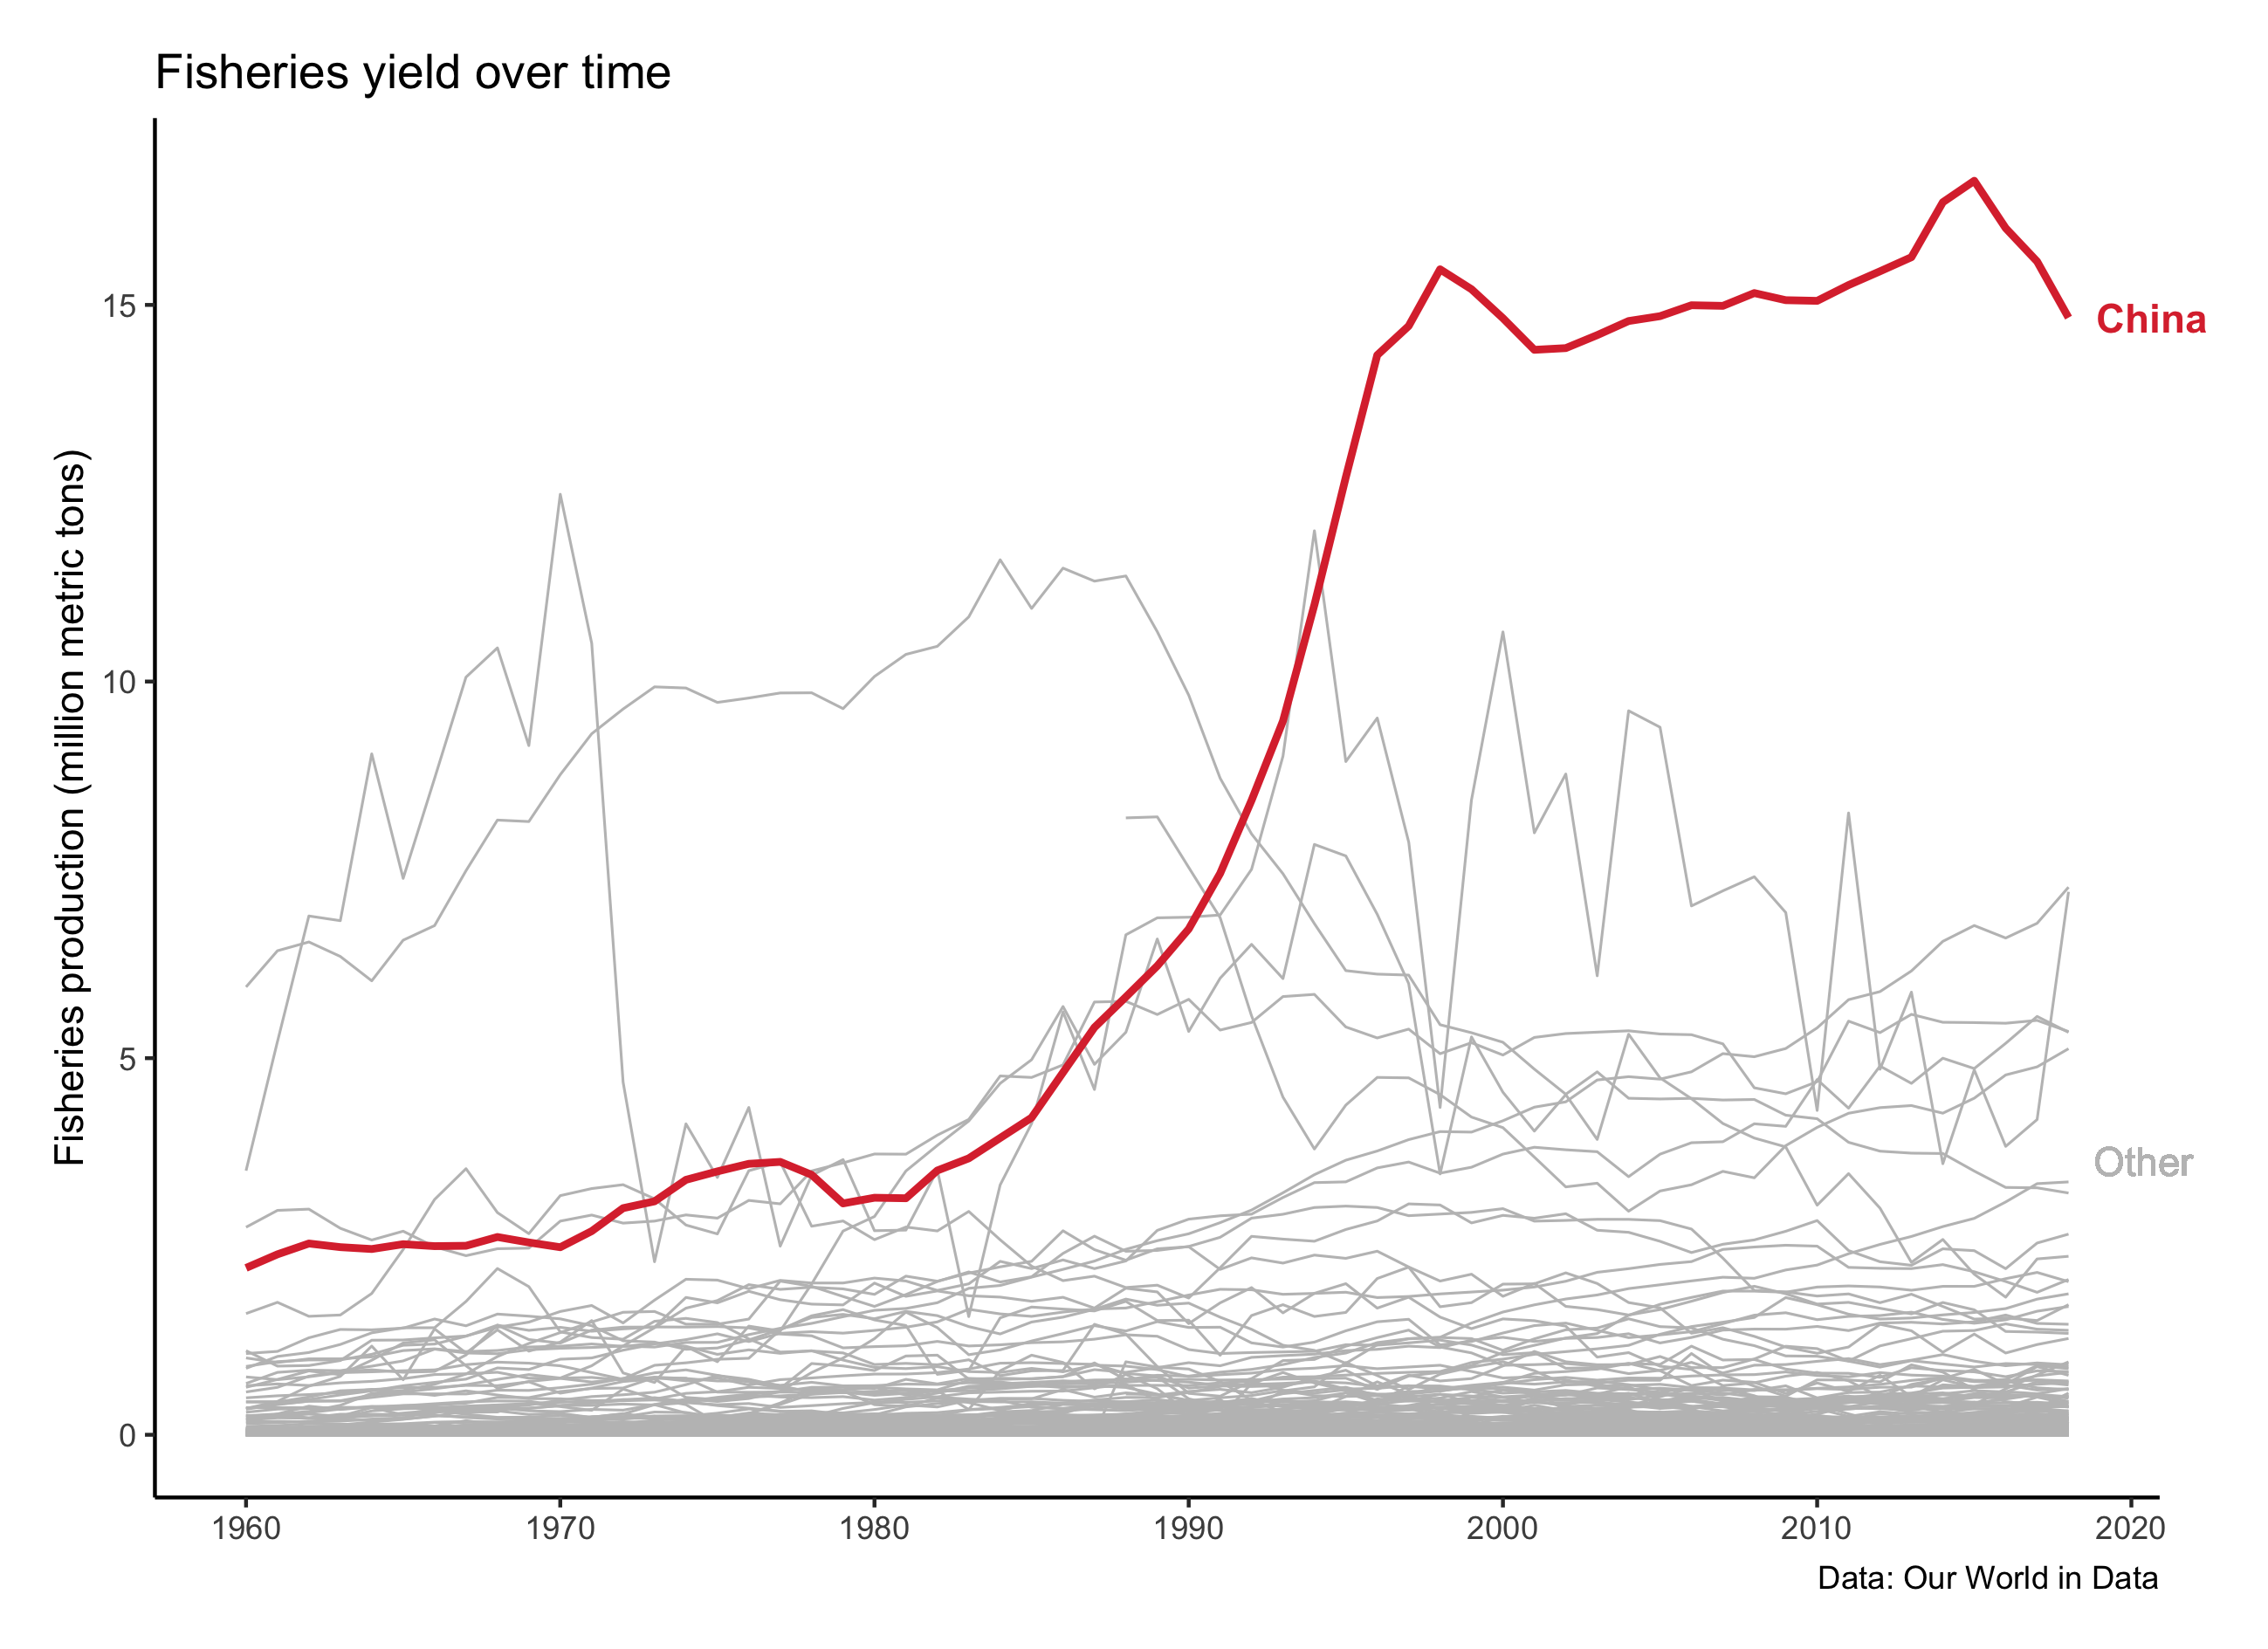 Fisheries yield over time
Fisheries production (million metric tons)
15
10
5
0
China
Other
1960 1970 1980 1990 2000 2010 2020
Data: Our World in Data